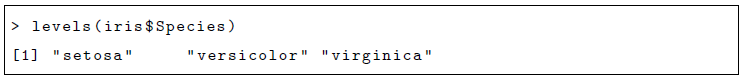 > levels(iris$Species)
[1] "setosa"     "versicolor" "virginica"